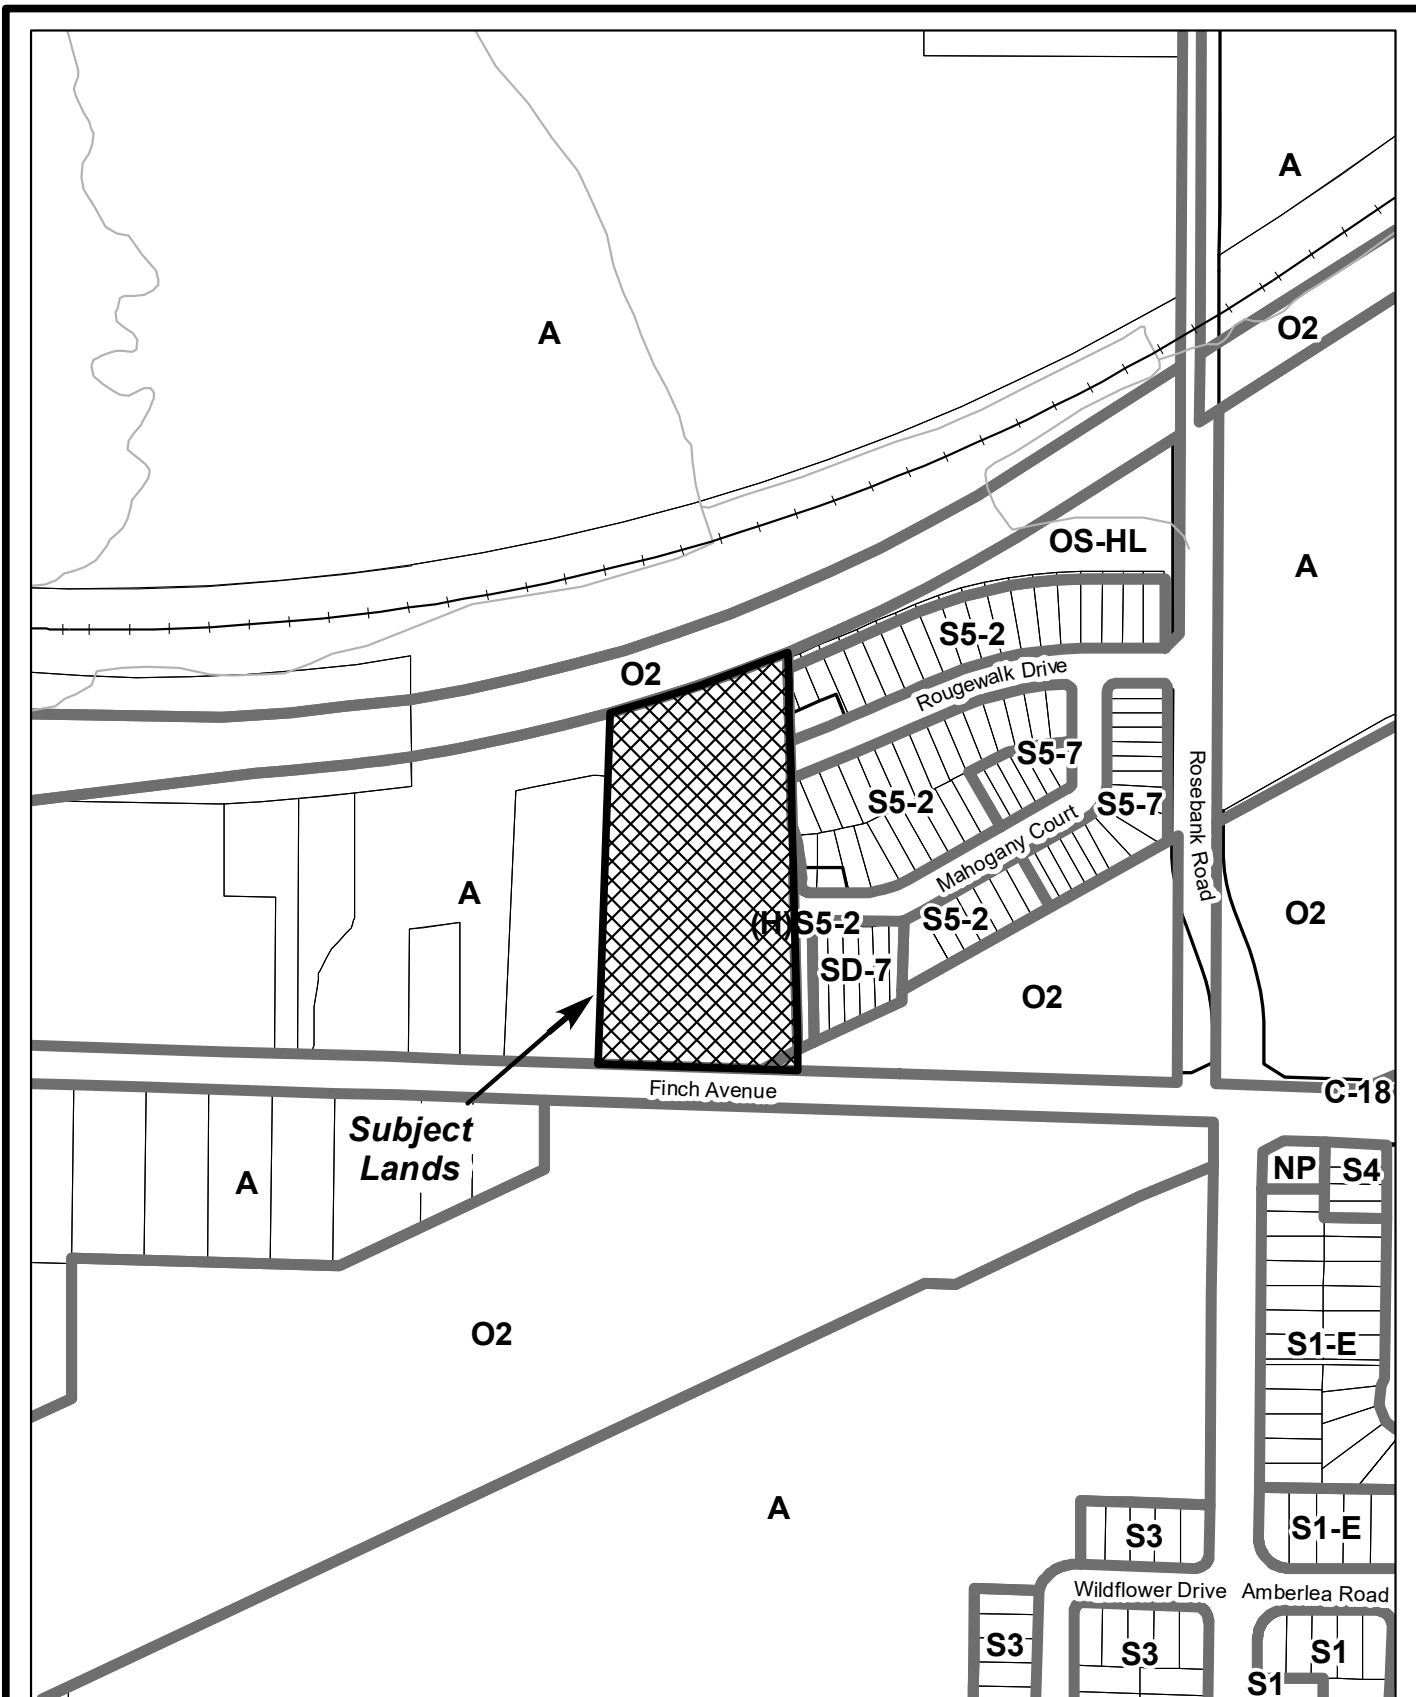 A
A
O2
OS-HL
A
S5-2
O2
Rougewalk Drive
S5-7
S5-2
S5-7
Rosebank Road
Mahogany Court
A
(H)S5-2
S5-2
O2
SD-7
O2
Finch Avenue
C-18
Subject
Lands
NP
S4
A
O2
S1-E
A
S1-E
S3
Wildflower Drive
Amberlea Road
S3
S3
S1
S1